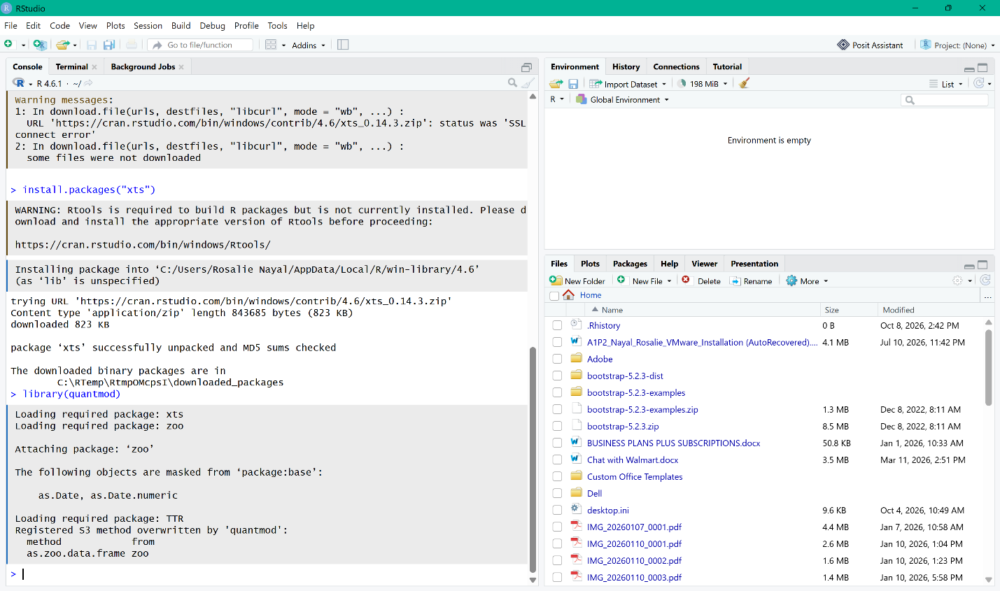 RStudio
File Edit Code View Plots Session Build Debug Profile Tools Help
Go to file/function Addins Posit Assistant Project: (None)
Console Terminal Background Jobs
R 4.6.1 · ~/
Warning messages:
1: In download.file(urls, destfiles, "libcurl", mode = "wb", ...) :
URL 'https://cran.rstudio.com/bin/windows/contrib/4.6/xts_0.14.3.zip': status was 'SSL
connect error'
2: In download.file(urls, destfiles, "libcurl", mode = "wb", ...) :
some files were not downloaded
> install.packages("xts")
WARNING: Rtools is required to build R packages but is not currently installed. Please d
ownload and install the appropriate version of Rtools before proceeding:
https://cran.rstudio.com/bin/windows/Rtools/
Installing package into ‘C:/Users/Rosalie Nayal/AppData/Local/R/win-library/4.6’
(as ‘lib’ is unspecified)
trying URL 'https://cran.rstudio.com/bin/windows/contrib/4.6/xts_0.14.3.zip'
Content type 'application/zip' length 843685 bytes (823 KB)
downloaded 823 KB
package ‘xts’ successfully unpacked and MD5 sums checked
The downloaded binary packages are in
C:\RTemp\RtmpOMcpsI\downloaded_packages
> library(quantmod)
Loading required package: xts
Loading required package: zoo
Attaching package: ‘zoo’
The following objects are masked from ‘package:base’:
as.Date, as.Date.numeric
Loading required package: TTR
Registered S3 method overwritten by 'quantmod':
method from
as.zoo.data.frame zoo
>
Environment History Connections Tutorial
Import Dataset 198 MiB List
R Global Environment
Environment is empty
Files Plots Packages Help Viewer Presentation
New Folder New File Delete Rename More
Home ...
Name Size Modified
.Rhistory 0 B Oct 8, 2026, 2:42 PM
A1P2_Nayal_Rosalie_VMware_Installation (AutoRecovered).... 4.1 MB Jul 10, 2026, 11:42 PM
Adobe
bootstrap-5.2.3-dist
bootstrap-5.2.3-examples
bootstrap-5.2.3-examples.zip 1.3 MB Dec 8, 2022, 8:11 AM
bootstrap-5.2.3.zip 8.5 MB Dec 8, 2022, 8:11 AM
BUSINESS PLANS PLUS SUBSCRIPTIONS.docx 50.8 KB Jan 1, 2026, 10:33 AM
Chat with Walmart.docx 3.5 MB Mar 11, 2026, 2:51 PM
Custom Office Templates
Dell
desktop.ini 9.6 KB Oct 4, 2026, 10:49 AM
IMG_20260107_0001.pdf 4.4 MB Jan 7, 2026, 10:58 AM
IMG_20260110_0001.pdf 2.6 MB Jan 10, 2026, 1:04 PM
IMG_20260110_0002.pdf 1.6 MB Jan 10, 2026, 1:23 PM
IMG_20260110_0003.pdf 1.4 MB Jan 10, 2026, 5:58 PM